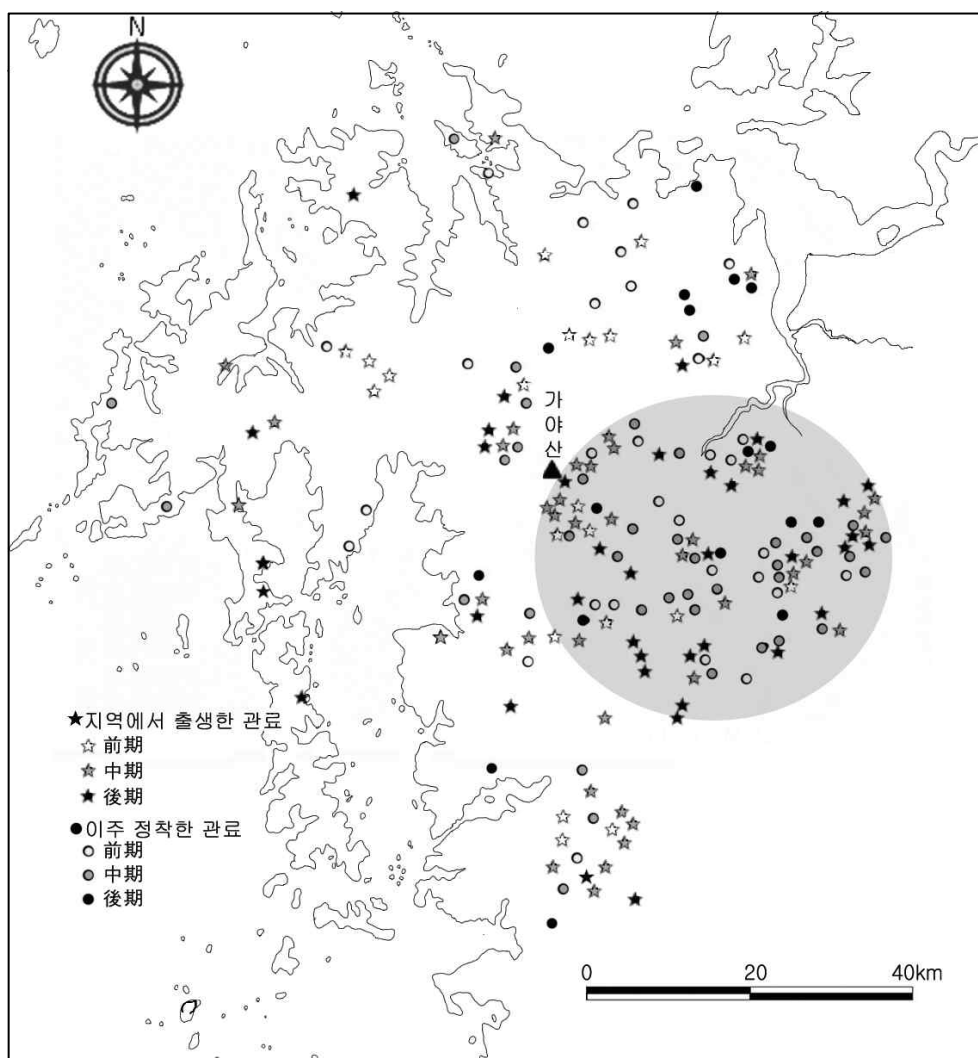 N
가야산
★지역에서 출생한 관료
☆ 前期
★ 中期
★ 後期
●이주 정착한 관료
○ 前期
● 中期
● 後期
0 20 40km